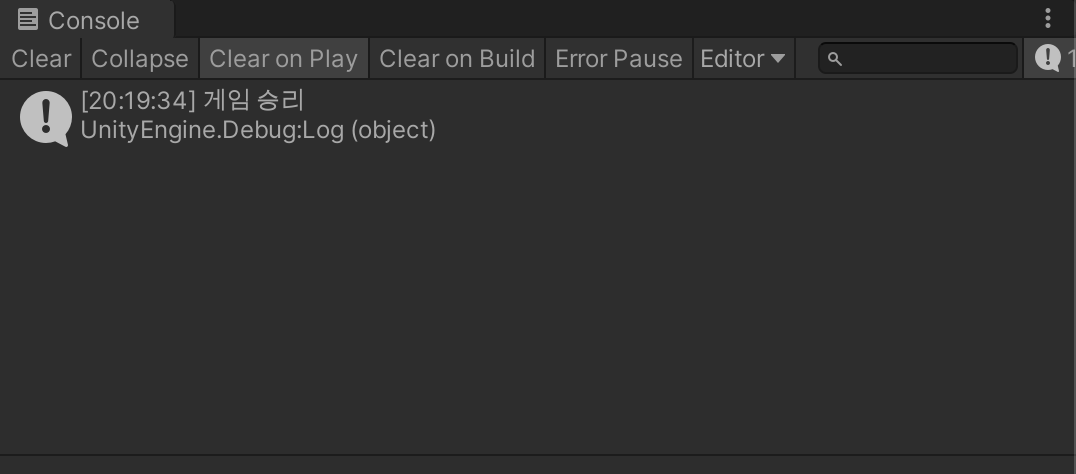 Console
Clear Collapse Clear on Play Clear on Build Error Pause Editor 1
[20:19:34] 게임 승리
UnityEngine.Debug:Log (object)